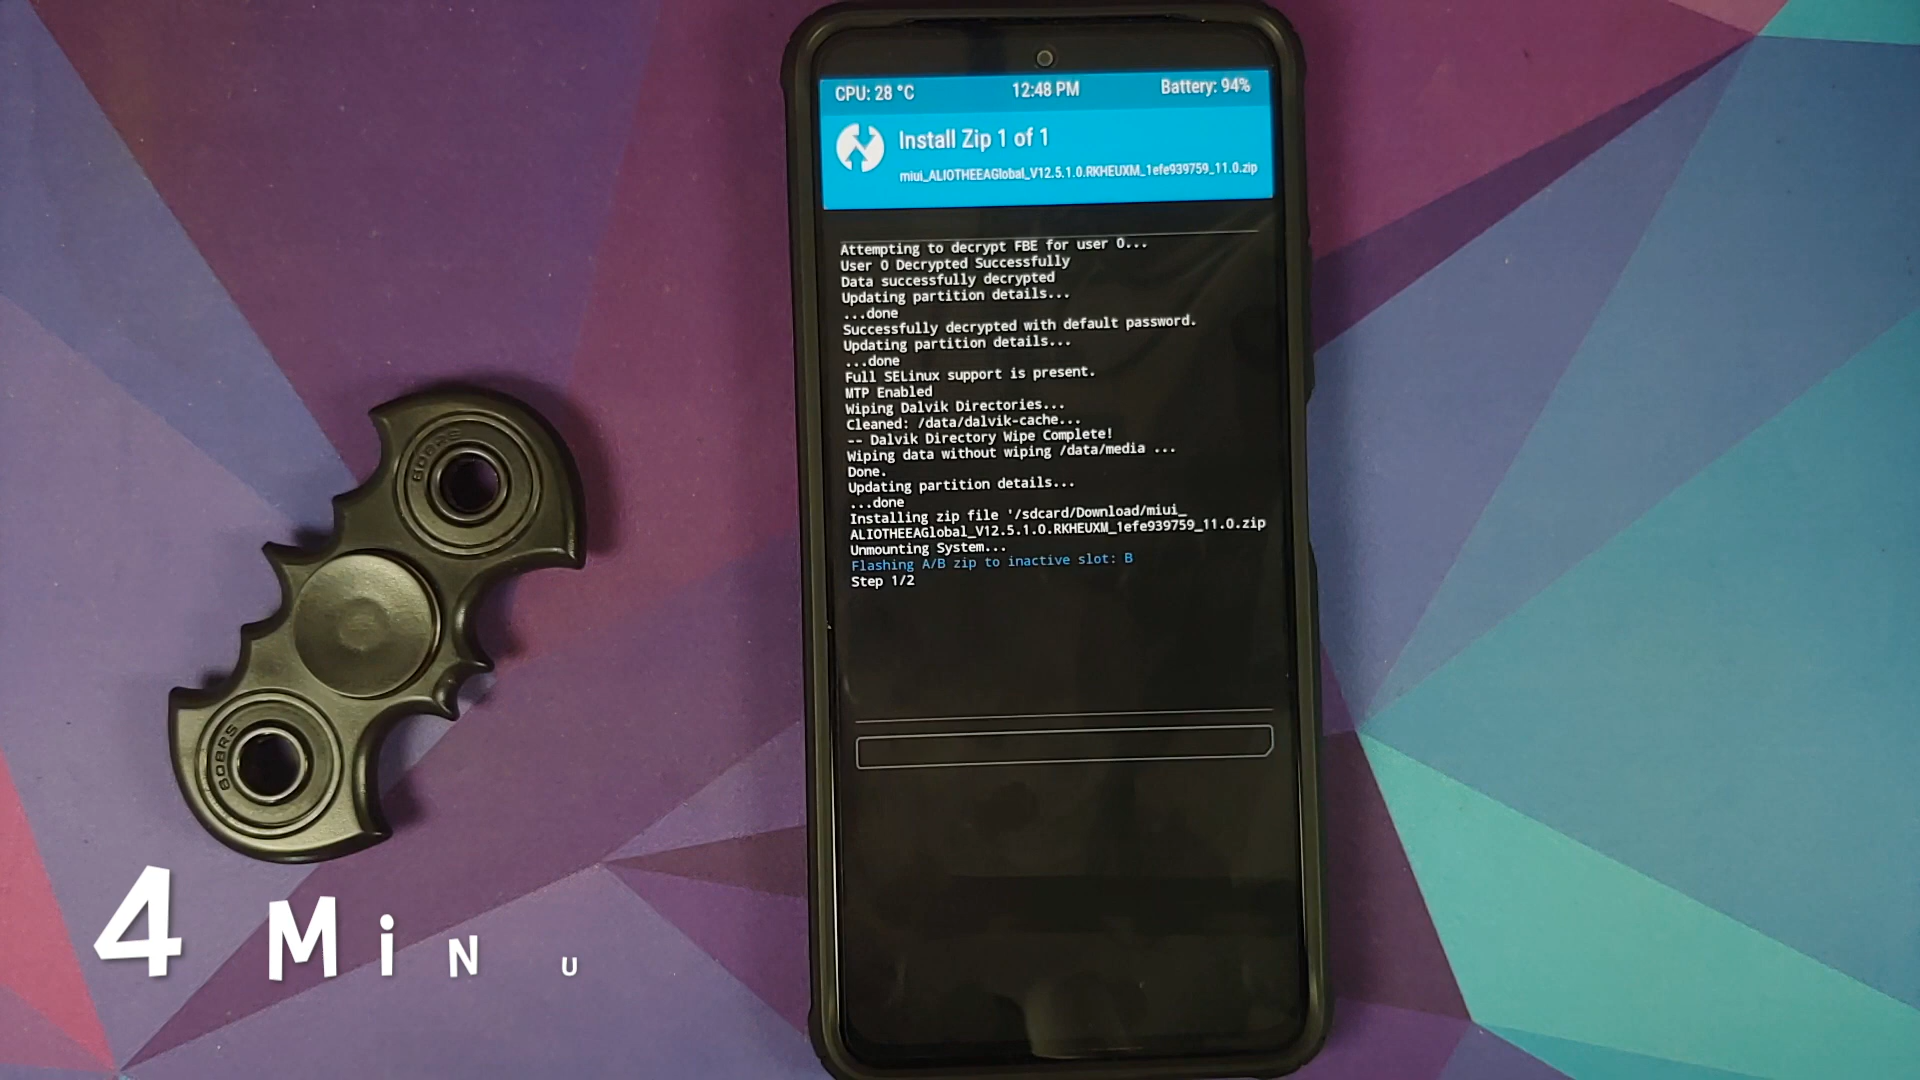 CPU: 28 °C 12:48 PM Battery: 94%
Install Zip 1 of 1
miui_ALIOTHEEAGlobal_V12.5.1.0.RKHEUXM_1efe939759_11.0.zip
Attempting to decrypt FBE for user 0...
User 0 Decrypted Successfully
Data successfully decrypted
Updating partition details...
...done
Successfully decrypted with default password.
Updating partition details...
...done
Full SELinux support is present.
MTP Enabled
Wiping Dalvik Directories...
Cleaned: /data/dalvik-cache...
-- Dalvik Directory Wipe Complete!
Wiping data without wiping /data/media ...
Done.
Updating partition details...
...done
Installing zip file '/sdcard/Download/miui_
ALIOTHEEAGlobal_V12.5.1.0.RKHEUXM_1efe939759_11.0.zip
Unmounting System...
Flashing A/B zip to inactive slot: B
Step 1/2
BOBRS
BOBRS
4 MiN U